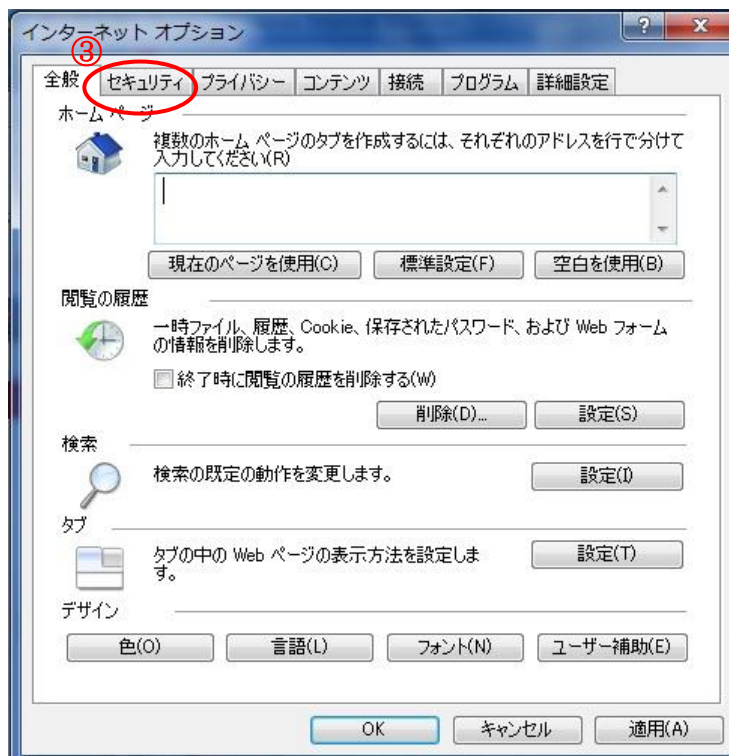 インターネット オプション
?
x
③
全般
セキュリティ
プライバシー
コンテンツ
接続
プログラム
詳細設定
ホーム ページ
複数のホーム ページのタブを作成するには、それぞれのアドレスを行で分けて
入力してください(R)
現在のページを使用(C)
標準設定(F)
空白を使用(B)
閲覧の履歴
一時ファイル、履歴、Cookie、保存されたパスワード、および Web フォーム
の情報を削除します。
終了時に閲覧の履歴を削除する(W)
削除(D)...
設定(S)
検索
検索の既定の動作を変更します。
設定(I)
タブ
タブの中の Web ページの表示方法を設定しま
す。
設定(T)
デザイン
色(O)
言語(L)
フォント(N)
ユーザー補助(E)
OK
キャンセル
適用(A)